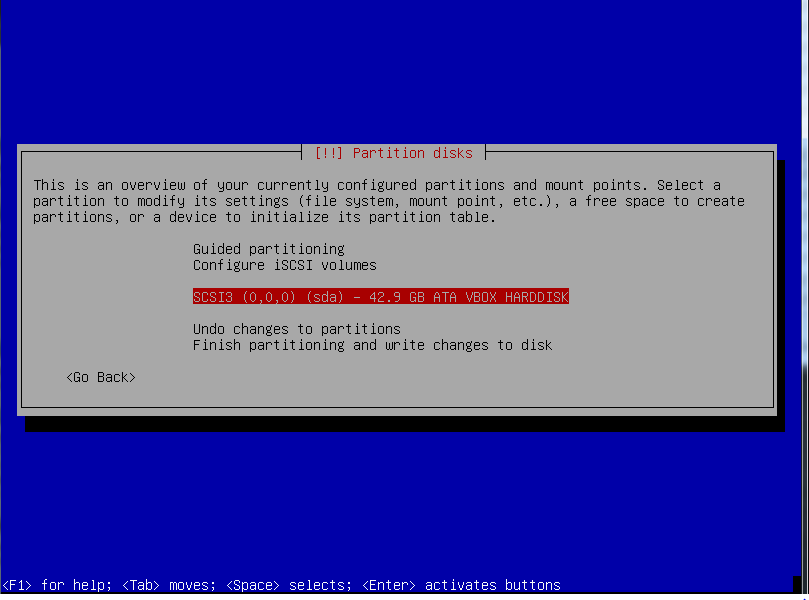 [!!] Partition disks
This is an overview of your currently configured partitions and mount points. Select a
partition to modify its settings (file system, mount point, etc.), a free space to create
partitions, or a device to initialize its partition table.
Guided partitioning
Configure iSCSI volumes
SCSI3 (0,0,0) (sda) - 42.9 GB ATA VBOX HARDDISK
Undo changes to partitions
Finish partitioning and write changes to disk
<Go Back>
<F1> for help; <Tab> moves; <Space> selects; <Enter> activates buttons